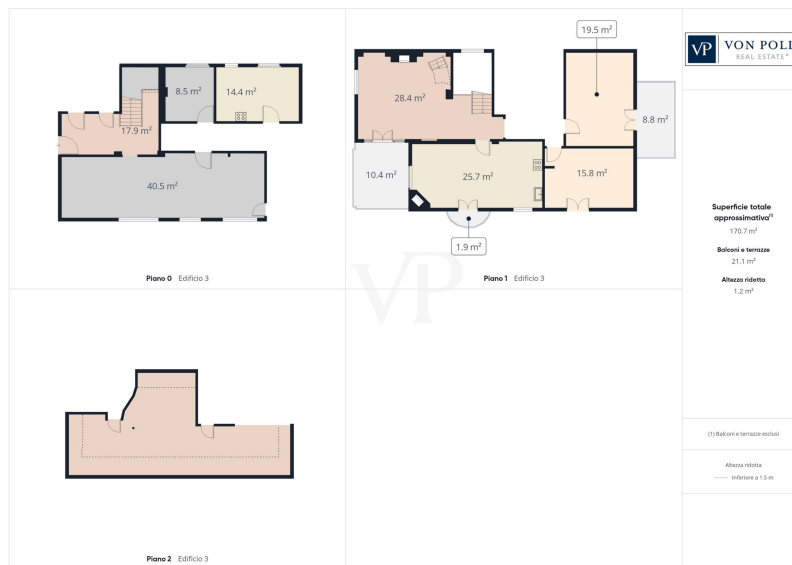 8.5 m²
14.4 m²
17.9 m²
40.5 m²
Piano 0 Edificio 3
19.5 m²
28.4 m²
8.8 m²
10.4 m²
25.7 m²
15.8 m²
1.9 m²
Piano 1 Edificio 3
VP
Piano 2 Edificio 3
VP
VON POLL
REAL ESTATE®
Superficie totale
approssimativa⁽¹⁾
170.7 m²
Balconi e terrazze
21.1 m²
Altezza ridotta
1.2 m²
(1) Balconi e terrazze esclusi
Altezza ridotta
Inferiore a 1.5 m